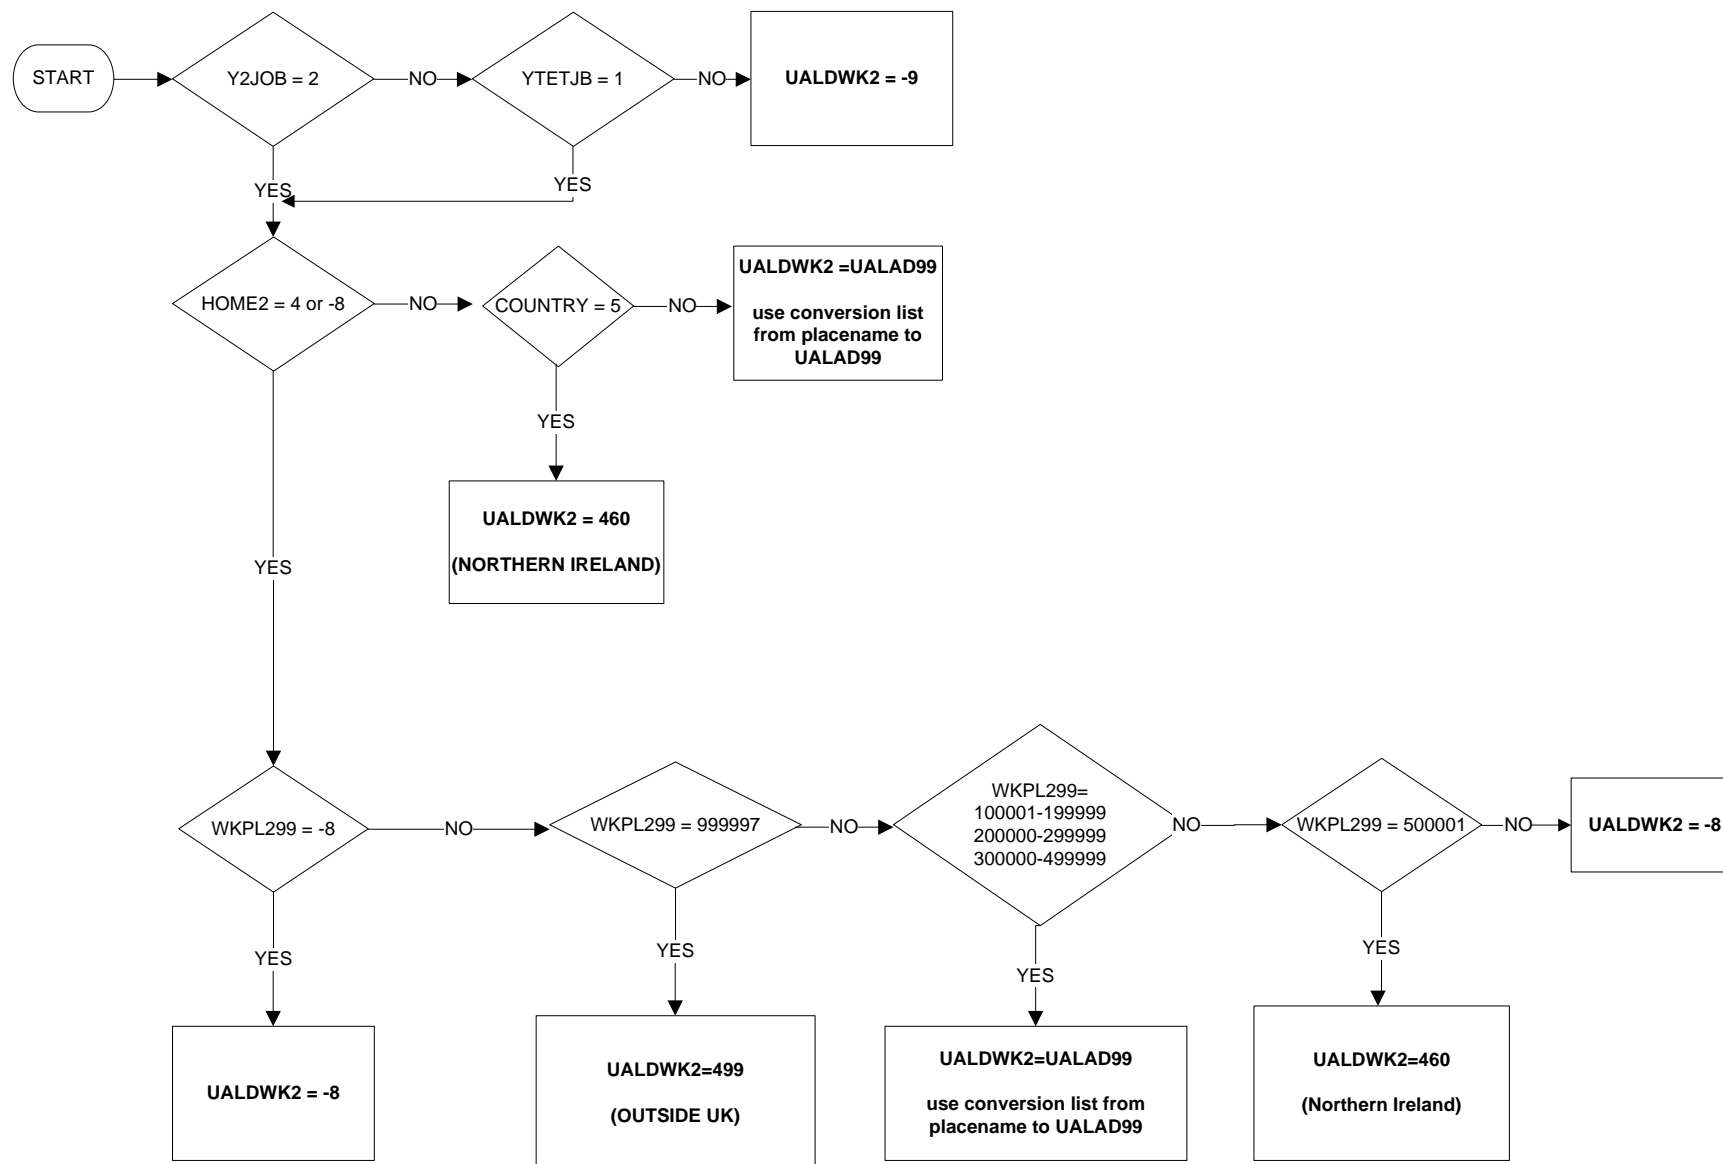 START
Y2JOB = 2
NO
YTETJB = 1
NO
UALDWK2 = -9
YES
YES
HOME2 = 4 or -8
NO
COUNTRY = 5
NO
UALDWK2 =UALAD99
use conversion list
from placename to
UALAD99
YES
UALDWK2 = 460
(NORTHERN IRELAND)
YES
WKPL299 = -8
NO
WKPL299 = 999997
NO
WKPL299=
100001-199999
200000-299999
300000-499999
NO
WKPL299 = 500001
NO
UALDWK2 = -8
YES
YES
YES
YES
UALDWK2 = -8
UALDWK2=499
(OUTSIDE UK)
UALDWK2=UALAD99
use conversion list from
placename to UALAD99
UALDWK2=460
(Northern Ireland)